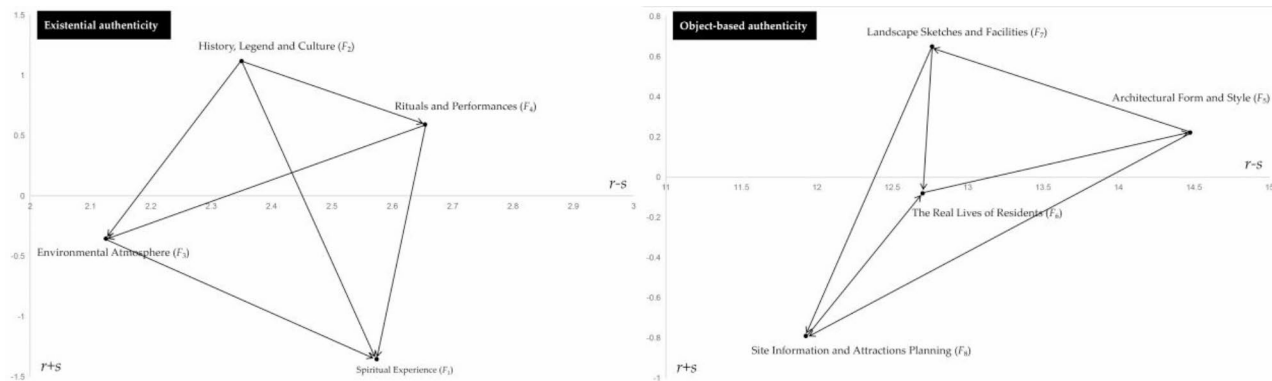 Existential authenticity
1.5
History, Legend and Culture (F₂)
1
Rituals and Performances (F₄)
0.5
r-s
0
2
2.1
2.2
2.3
2.4
2.5
2.6
2.7
2.8
2.9
3
Environmental Atmosphere (F₃)
-0.5
-1
r+s
Spiritual Experience (F₁)
-1.5
Object-based authenticity
0.8
Landscape Sketches and Facilities (F₇)
0.6
0.4
Architectural Form and Style (F₅)
0.2
r-s
0
11
11.5
12
12.5
13
13.5
14
14.5
15
-0.2
The Real Lives of Residents (F₆)
-0.4
-0.6
-0.8
Site Information and Attractions Planning (F₈)
r+s
-1